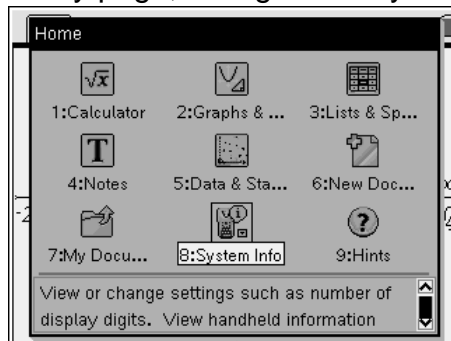 Home
1:Calculator 2:Graphs & ... 3:Lists & Sp...
4:Notes 5:Data & Sta... 6:New Doc...
7:My Docu... 8:System Info 9:Hints
View or change settings such as number of
display digits. View handheld information